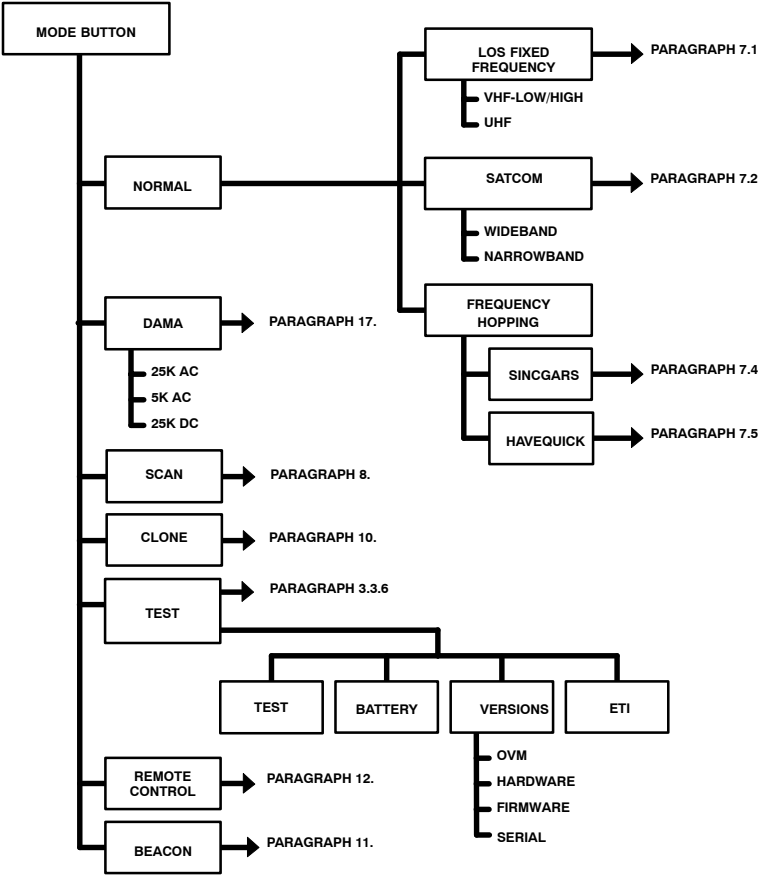 MODE BUTTON
LOS FIXED
FREQUENCY
PARAGRAPH 7.1
VHF-LOW/HIGH
UHF
NORMAL
SATCOM
PARAGRAPH 7.2
WIDEBAND
NARROWBAND
DAMA
PARAGRAPH 17.
25K AC
5K AC
25K DC
FREQUENCY
HOPPING
SINCGARS
PARAGRAPH 7.4
HAVEQUICK
PARAGRAPH 7.5
SCAN
PARAGRAPH 8.
CLONE
PARAGRAPH 10.
TEST
PARAGRAPH 3.3.6
TEST
BATTERY
VERSIONS
ETI
OVM
HARDWARE
FIRMWARE
SERIAL
REMOTE
CONTROL
PARAGRAPH 12.
BEACON
PARAGRAPH 11.